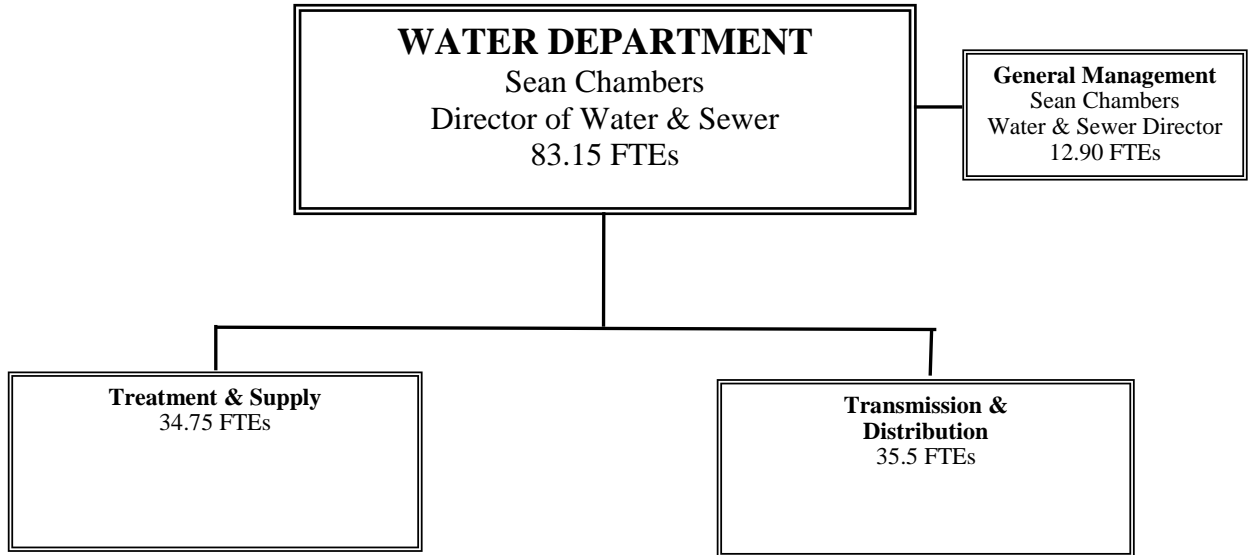 WATER DEPARTMENT
Sean Chambers
Director of Water & Sewer
83.15 FTEs
General Management
Sean Chambers
Water & Sewer Director
12.90 FTEs
Treatment & Supply
34.75 FTEs
Transmission &
Distribution
35.5 FTEs